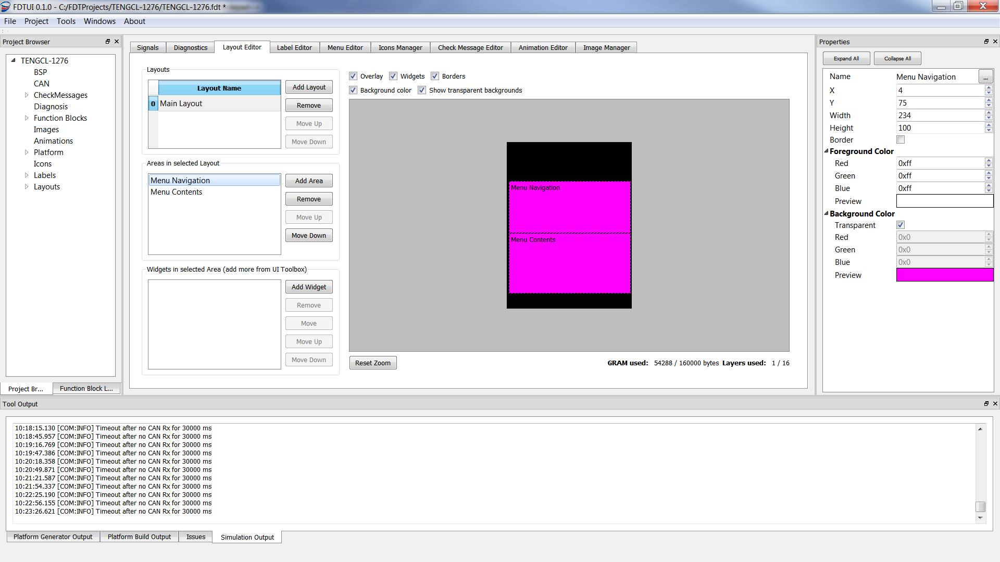 FDTUI 0.1.0 - C:/FDTProjects/TENGCL-1276/TENGCL-1276.fdt *
File Project Tools Windows About
Project Browser
TENGCL-1276
BSP
CAN
CheckMessages
Diagnosis
Function Blocks
Images
Animations
Platform
Icons
Labels
Layouts
Project Br... Function Block L...
Signals Diagnostics Layout Editor Label Editor Menu Editor Icons Manager Check Message Editor Animation Editor Image Manager
Layouts
Layout Name
0 Main Layout
Add Layout
Remove
Move Up
Move Down
Areas in selected Layout
Menu Navigation
Menu Contents
Add Area
Remove
Move Up
Move Down
Widgets in selected Area (add more from UI Toolbox)
Add Widget
Remove
Move
Move Up
Move Down
Overlay Widgets Borders
Background color Show transparent backgrounds
Menu Navigation
Menu Contents
Reset Zoom GRAM used: 54288 / 160000 bytes Layers used: 1 / 16
Properties
Expand All Collapse All
Name Menu Navigation ...
X 4
Y 75
Width 234
Height 100
Border
Foreground Color
Red 0xff
Green 0xff
Blue 0xff
Preview
Background Color
Transparent
Red 0x0
Green 0x0
Blue 0x0
Preview
Tool Output
10:18:15.130 [COM:INFO] Timeout after no CAN Rx for 30000 ms
10:18:45.957 [COM:INFO] Timeout after no CAN Rx for 30000 ms
10:19:16.769 [COM:INFO] Timeout after no CAN Rx for 30000 ms
10:19:47.386 [COM:INFO] Timeout after no CAN Rx for 30000 ms
10:20:18.358 [COM:INFO] Timeout after no CAN Rx for 30000 ms
10:20:49.871 [COM:INFO] Timeout after no CAN Rx for 30000 ms
10:21:21.587 [COM:INFO] Timeout after no CAN Rx for 30000 ms
10:21:54.337 [COM:INFO] Timeout after no CAN Rx for 30000 ms
10:22:25.190 [COM:INFO] Timeout after no CAN Rx for 30000 ms
10:22:56.155 [COM:INFO] Timeout after no CAN Rx for 30000 ms
10:23:26.621 [COM:INFO] Timeout after no CAN Rx for 30000 ms
Platform Generator Output Platform Build Output Issues Simulation Output